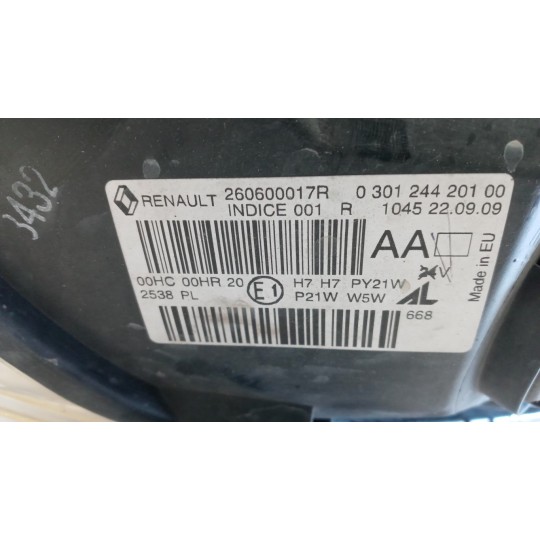 3432
RENAULT 260600017R 0 301 244 201 00
INDICE 001 R 1045 22.09.09
AA
Made in EU
00HC 00HR 20 E1 H7 H7 PY21W
2538 PL P21W W5W AL
668